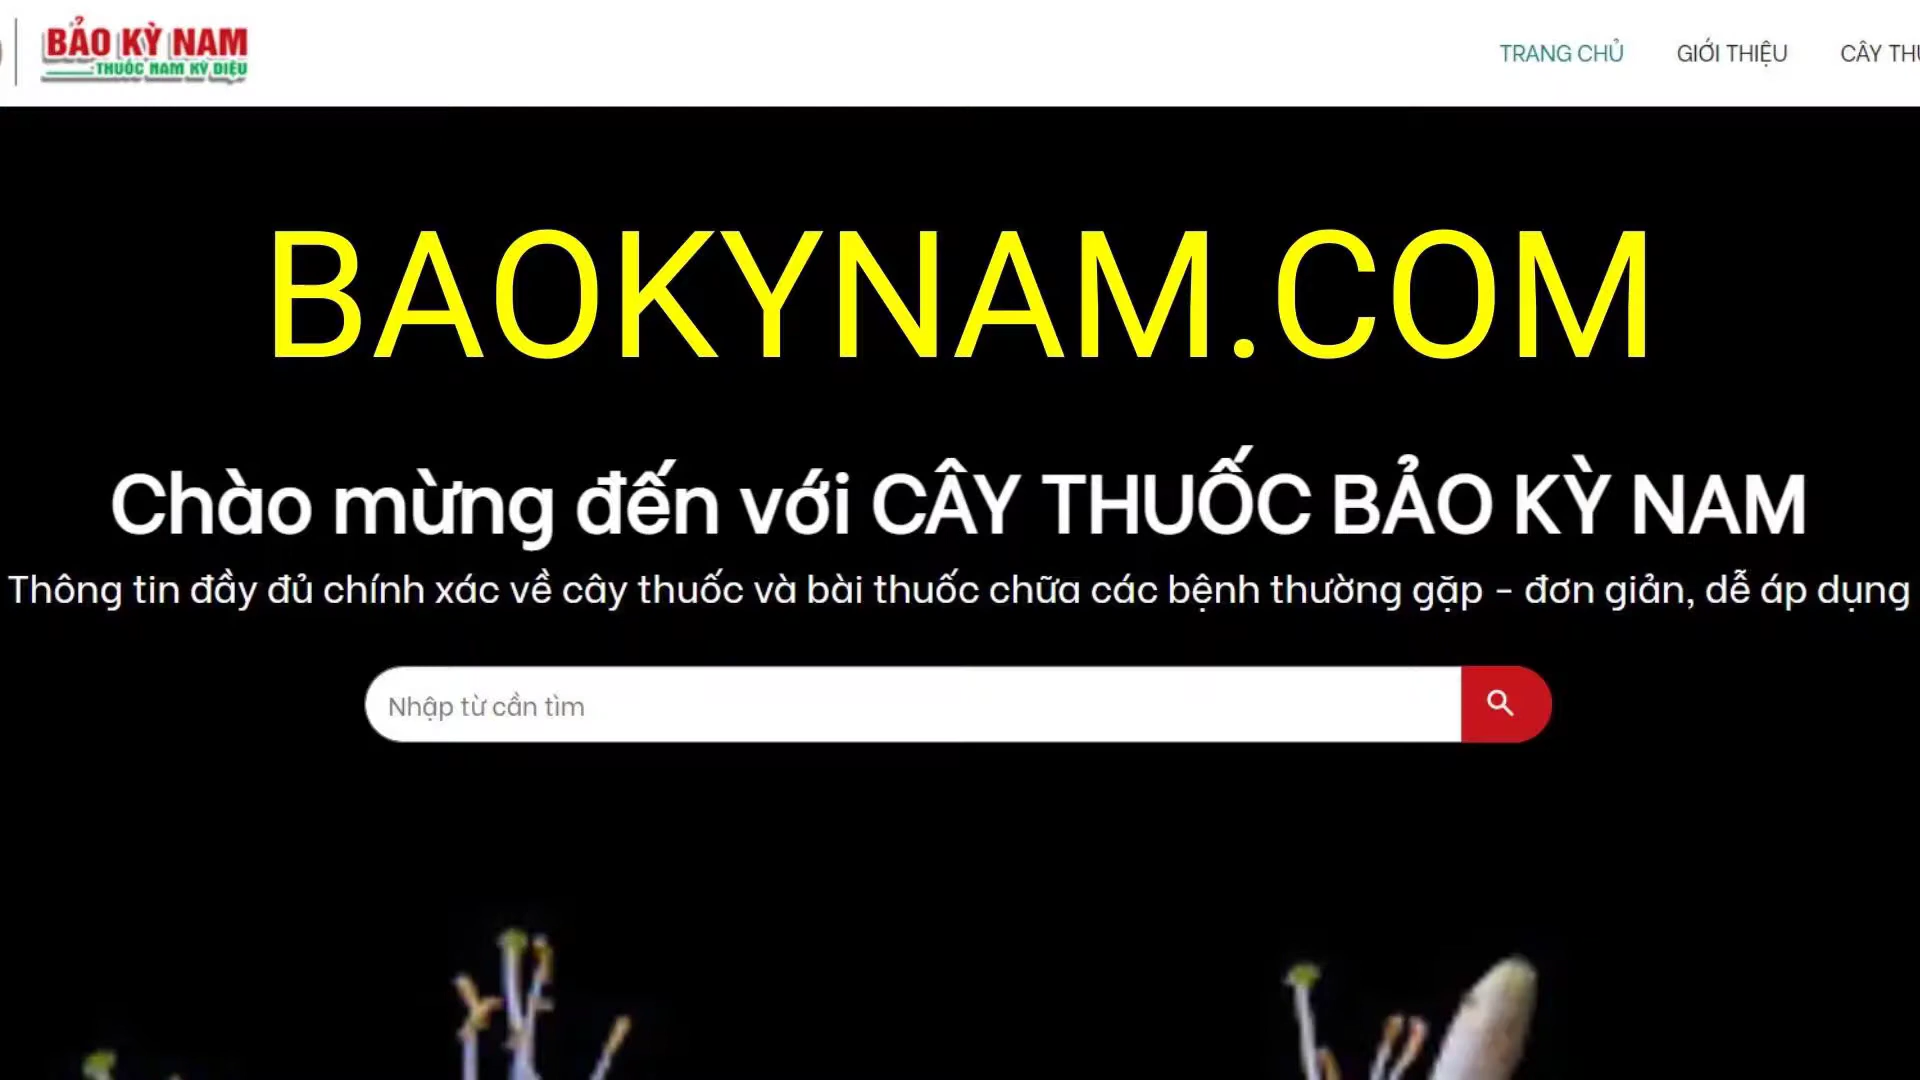 BẢO KỲ NAM
THUỐC NAM KỲ DIỆU
TRANG CHỦ
GIỚI THIỆU
CÂY
BAOKYNAM.COM
Chào mừng đến với CÂY THUỐC BẢO KỲ NAM
Thông tin đầy đủ chính xác về cây thuốc và bài thuốc chữa các bệnh thường gặp - đơn giản, dễ áp dụng
Nhập từ cần tìm